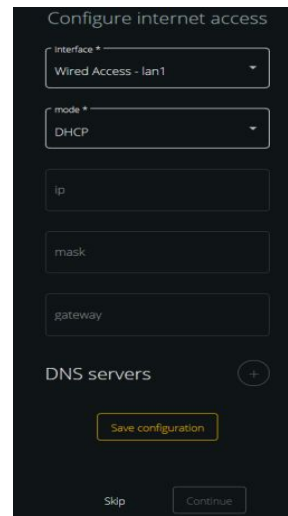 Configure internet access
Interface *
Wired Access - lan1
mode *
DHCP
ip
mask
gateway
DNS servers
Save configuration
Skip
Continue